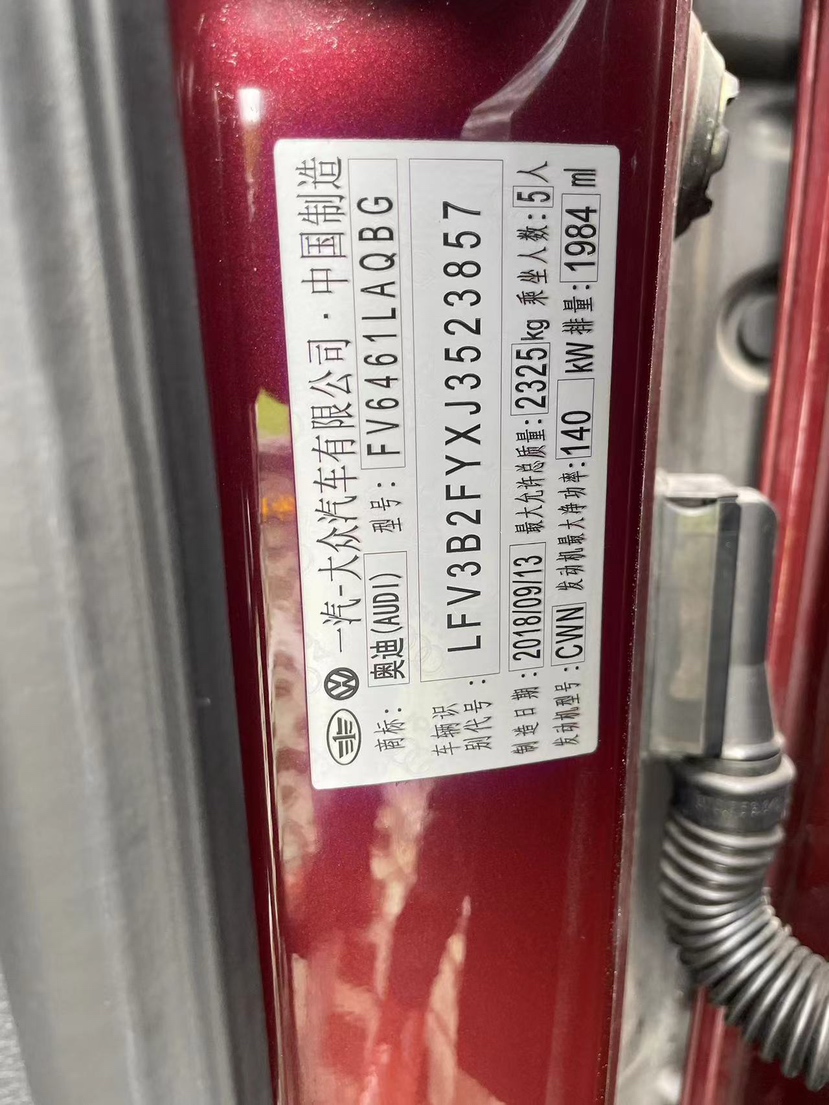 一汽-大众汽车有限公司·中国制造
商标: 奥迪(AUDI) 型号: FV6461LAQBG
车辆识别代号: LFV3B2FYXJ3523857
制造日期: 2018/09/13 最大允许总质量: 2325 kg 乘坐人数: 5 人
发动机型号: CWN 发动机最大净功率: 140 kW 排量: 1984 ml